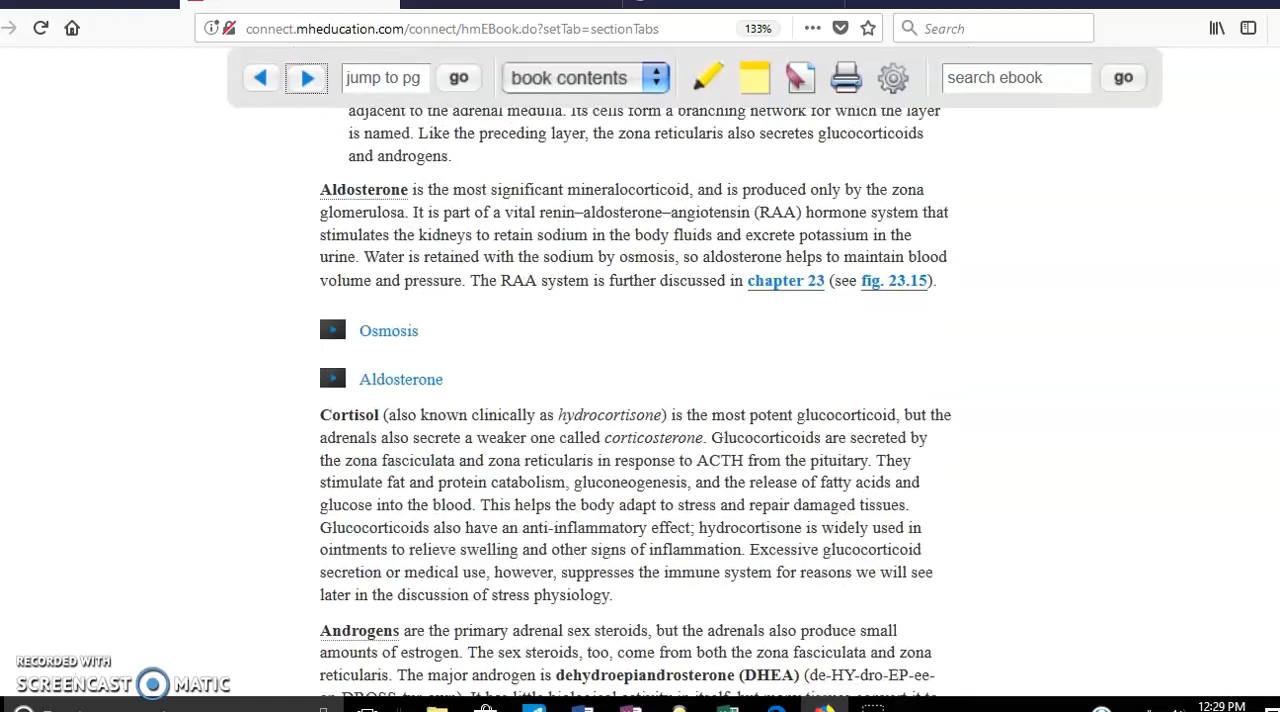 connect.mheducation.com/connect/hmEBook.do?setTab=sectionTabs 133% Search
jump to pg go book contents search ebook go
adjacent to the adrenal medulla. Its cells form a branching network for which the layer
is named. Like the preceding layer, the zona reticularis also secretes glucocorticoids
and androgens.
Aldosterone is the most significant mineralocorticoid, and is produced only by the zona
glomerulosa. It is part of a vital renin–aldosterone–angiotensin (RAA) hormone system that
stimulates the kidneys to retain sodium in the body fluids and excrete potassium in the
urine. Water is retained with the sodium by osmosis, so aldosterone helps to maintain blood
volume and pressure. The RAA system is further discussed in chapter 23 (see fig. 23.15).
Osmosis
Aldosterone
Cortisol (also known clinically as hydrocortisone) is the most potent glucocorticoid, but the
adrenals also secrete a weaker one called corticosterone. Glucocorticoids are secreted by
the zona fasciculata and zona reticularis in response to ACTH from the pituitary. They
stimulate fat and protein catabolism, gluconeogenesis, and the release of fatty acids and
glucose into the blood. This helps the body adapt to stress and repair damaged tissues.
Glucocorticoids also have an anti-inflammatory effect; hydrocortisone is widely used in
ointments to relieve swelling and other signs of inflammation. Excessive glucocorticoid
secretion or medical use, however, suppresses the immune system for reasons we will see
later in the discussion of stress physiology.
Androgens are the primary adrenal sex steroids, but the adrenals also produce small
amounts of estrogen. The sex steroids, too, come from both the zona fasciculata and zona
reticularis. The major androgen is dehydroepiandrosterone (DHEA) (de-HY-dro-EP-ee-
RECORDED WITH
SCREENCAST MATIC
12:29 PM